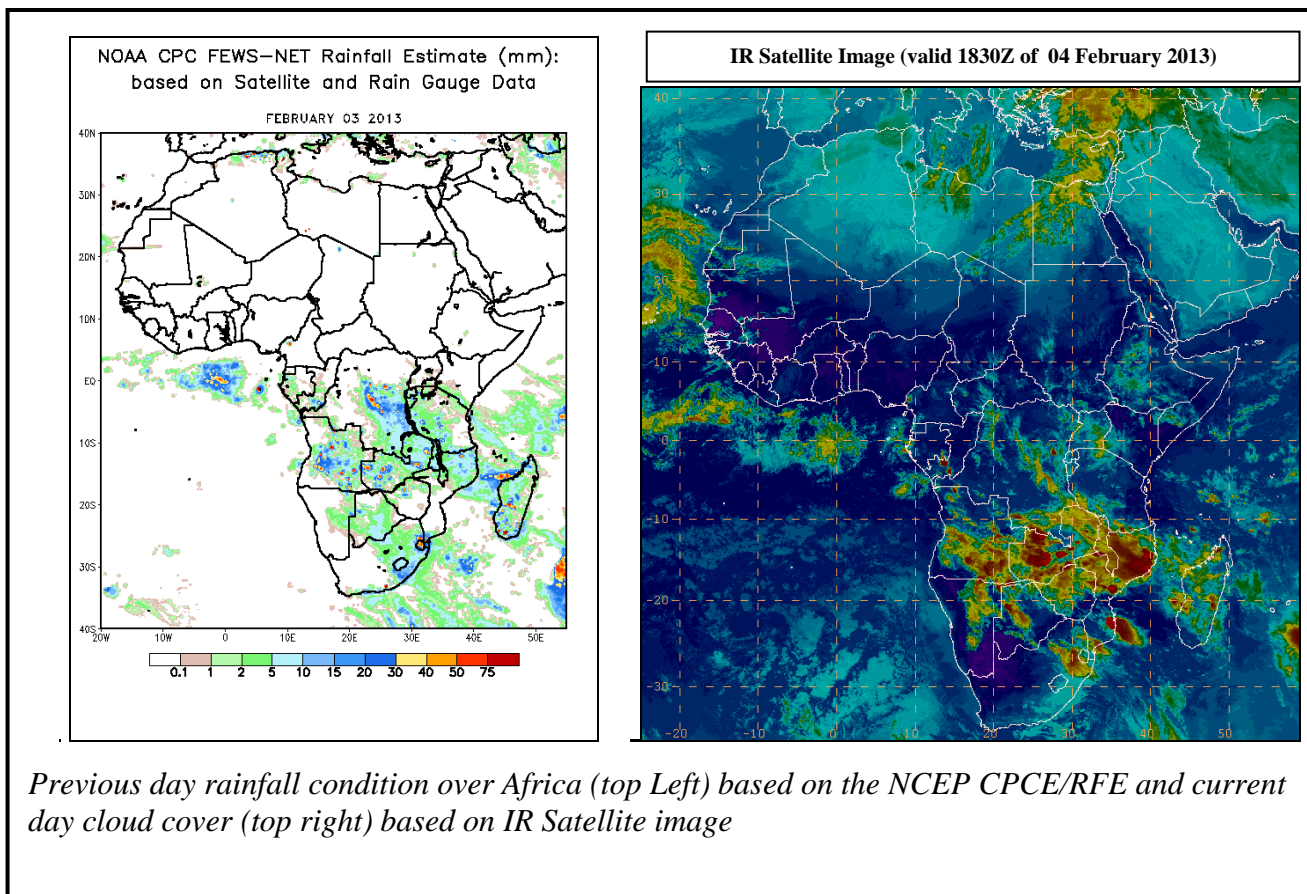 NOAA CPC FEWS-NET Rainfall Estimate (mm):
based on Satellite and Rain Gauge Data
FEBRUARY 03 2013
40N
30N
20N
10N
EQ
10S
20S
30S
40S
20W 10W 0 10E 20E 30E 40E 50E
0.1 1 2 5 10 15 20 30 40 50 75
IR Satellite Image (valid 1830Z of 04 February 2013)
40
30
20
10
0
-10
-20
-30
-20 -10 0 10 20 30 40 50
Previous day rainfall condition over Africa (top Left) based on the NCEP CPCE/RFE and current
day cloud cover (top right) based on IR Satellite image